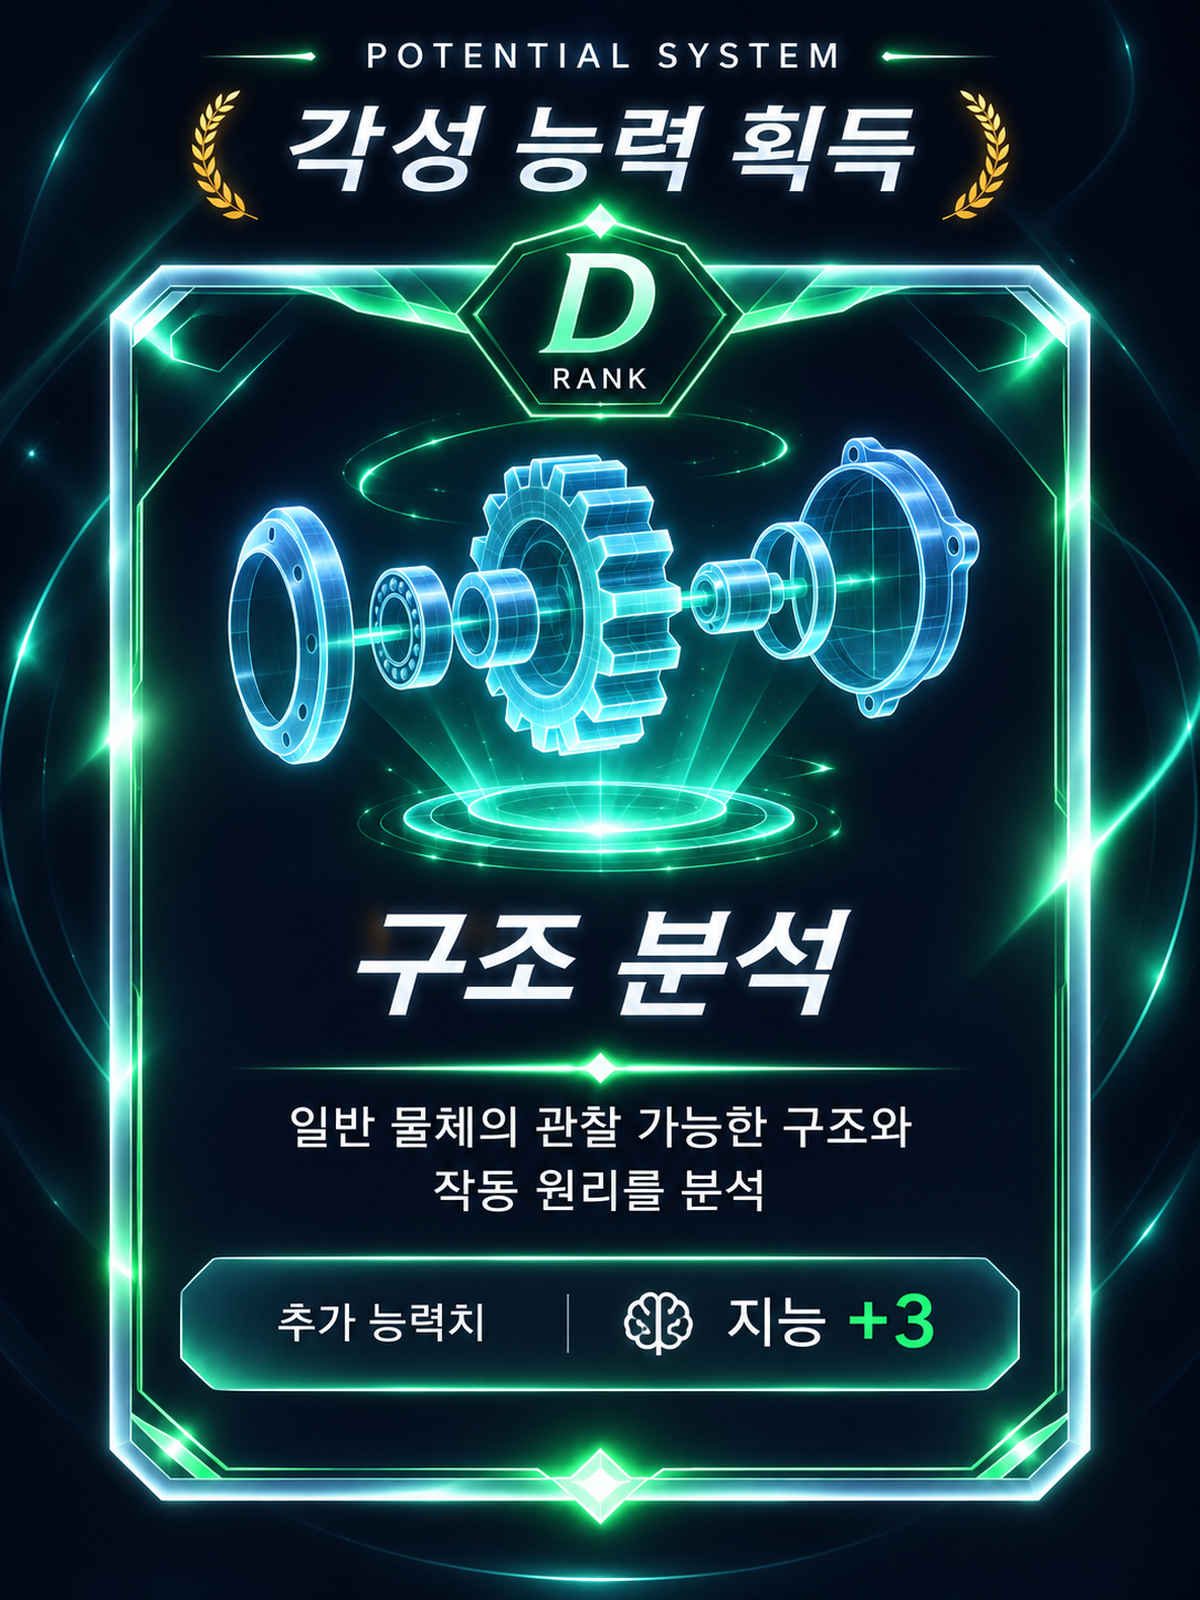 POTENTIAL SYSTEM
각성 능력 획득
D
RANK
구조 분석
일반 물체의 관찰 가능한 구조와
작동 원리를 분석
추가 능력치 지능 +3